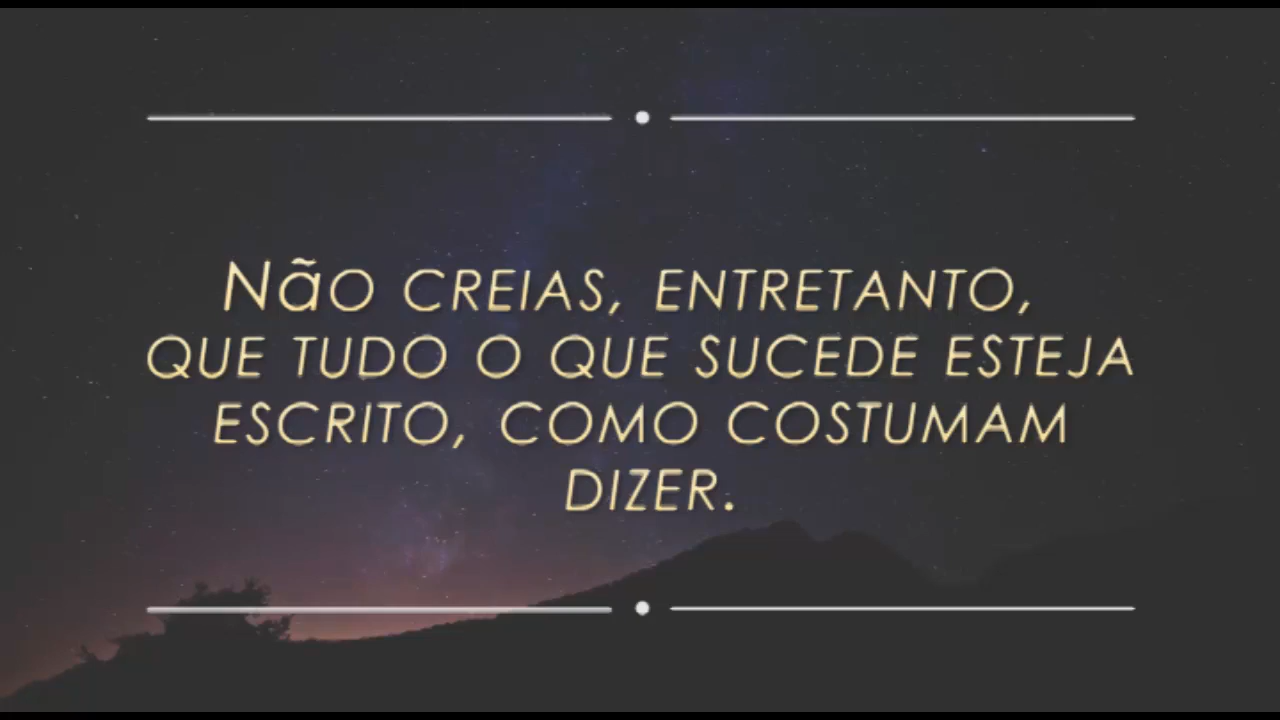 Não creias, entretanto,
que tudo o que sucede esteja
escrito, como costumam
dizer.